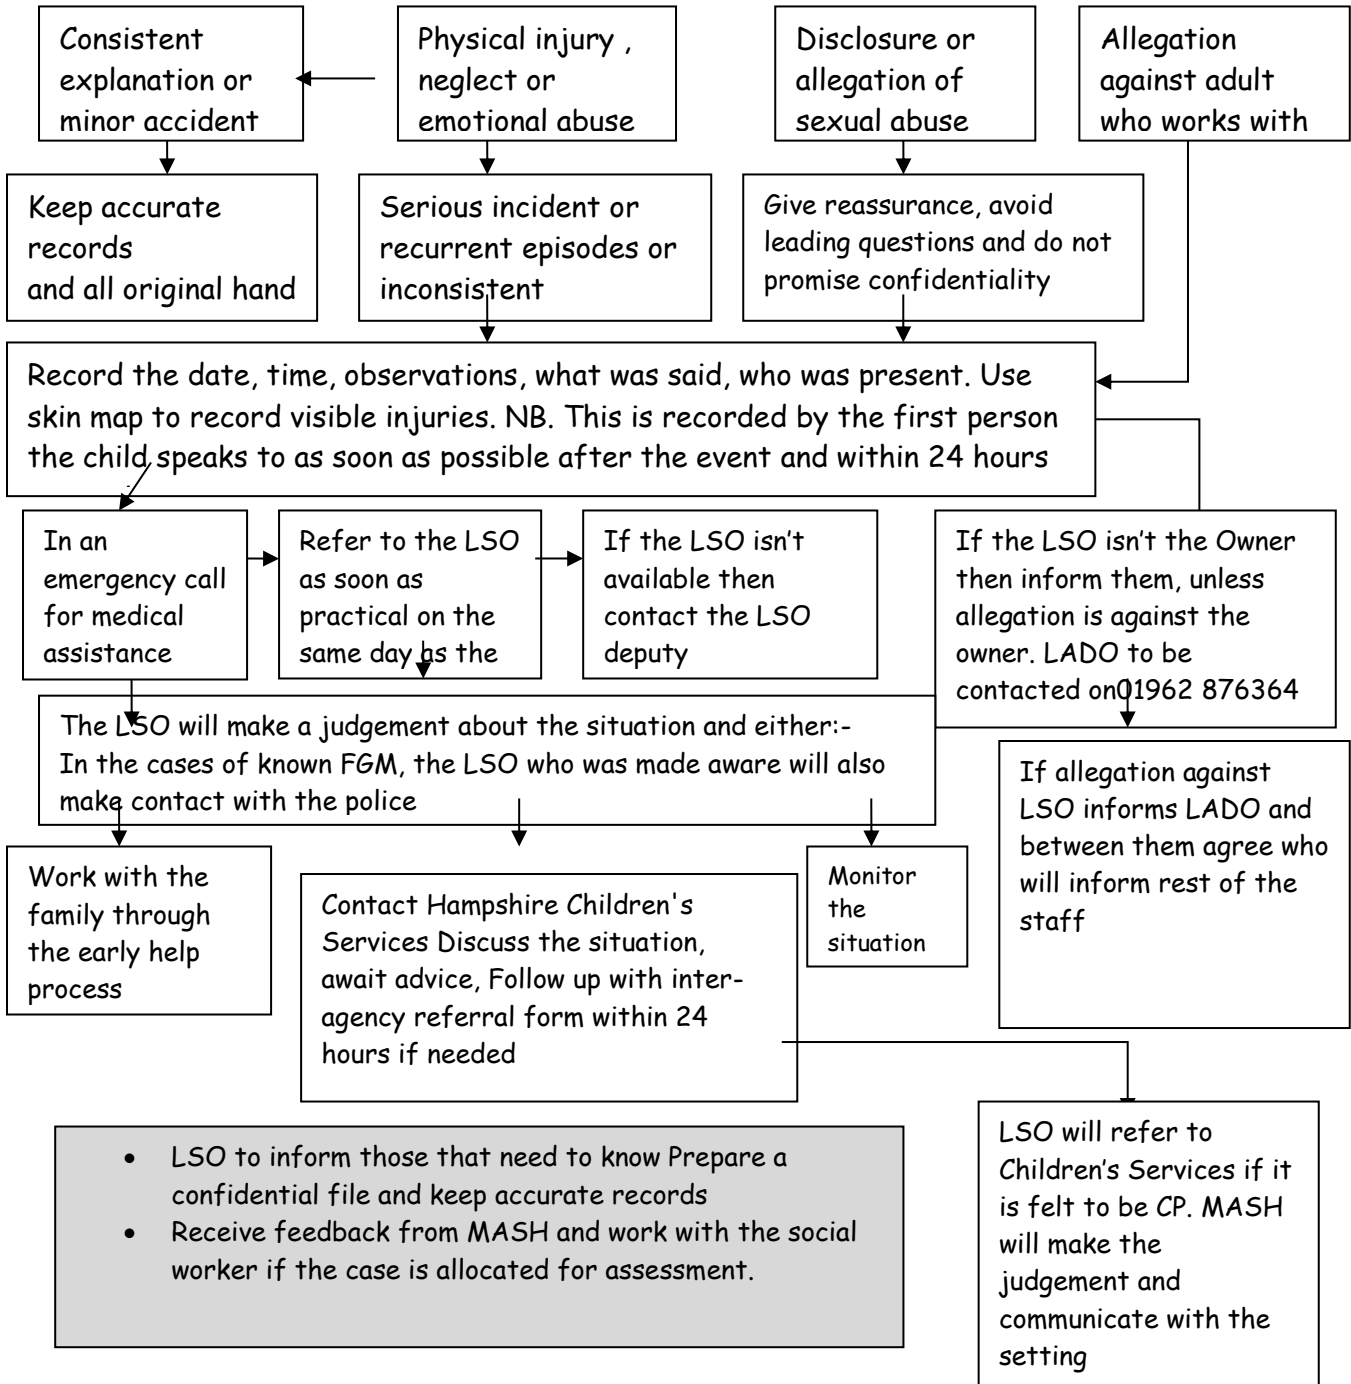 Consistent
explanation or
minor accident
Physical injury ,
neglect or
emotional abuse
Disclosure or
allegation of
sexual abuse
Allegation
against adult
who works with
Keep accurate
records
and all original hand
Serious incident or
recurrent episodes or
inconsistent
Give reassurance, avoid
leading questions and do not
promise confidentiality
Record the date, time, observations, what was said, who was present. Use
skin map to record visible injuries. NB. This is recorded by the first person
the child speaks to as soon as possible after the event and within 24 hours
.
In an
emergency call
for medical
assistance
Refer to the LSO
as soon as
practical on the
same day as the
If the LSO isn't
available then
contact the LSO
deputy
If the LSO isn't the Owner
then inform them, unless
allegation is against the
owner. LADO to be
contacted on01962 876364
The LSO will make a judgement about the situation and either:-
In the cases of known FGM, the LSO who was made aware will also
make contact with the police
If allegation against
LSO informs LADO and
between them agree who
will inform rest of the
staff
Work with the
family through
the early help
process
Contact Hampshire Children's
Services Discuss the situation,
await advice, Follow up with inter-
agency referral form within 24
hours if needed
Monitor
the
situation
• LSO to inform those that need to know Prepare a
confidential file and keep accurate records
• Receive feedback from MASH and work with the social
worker if the case is allocated for assessment.
LSO will refer to
Children's Services if it
is felt to be CP. MASH
will make the
judgement and
communicate with the
setting